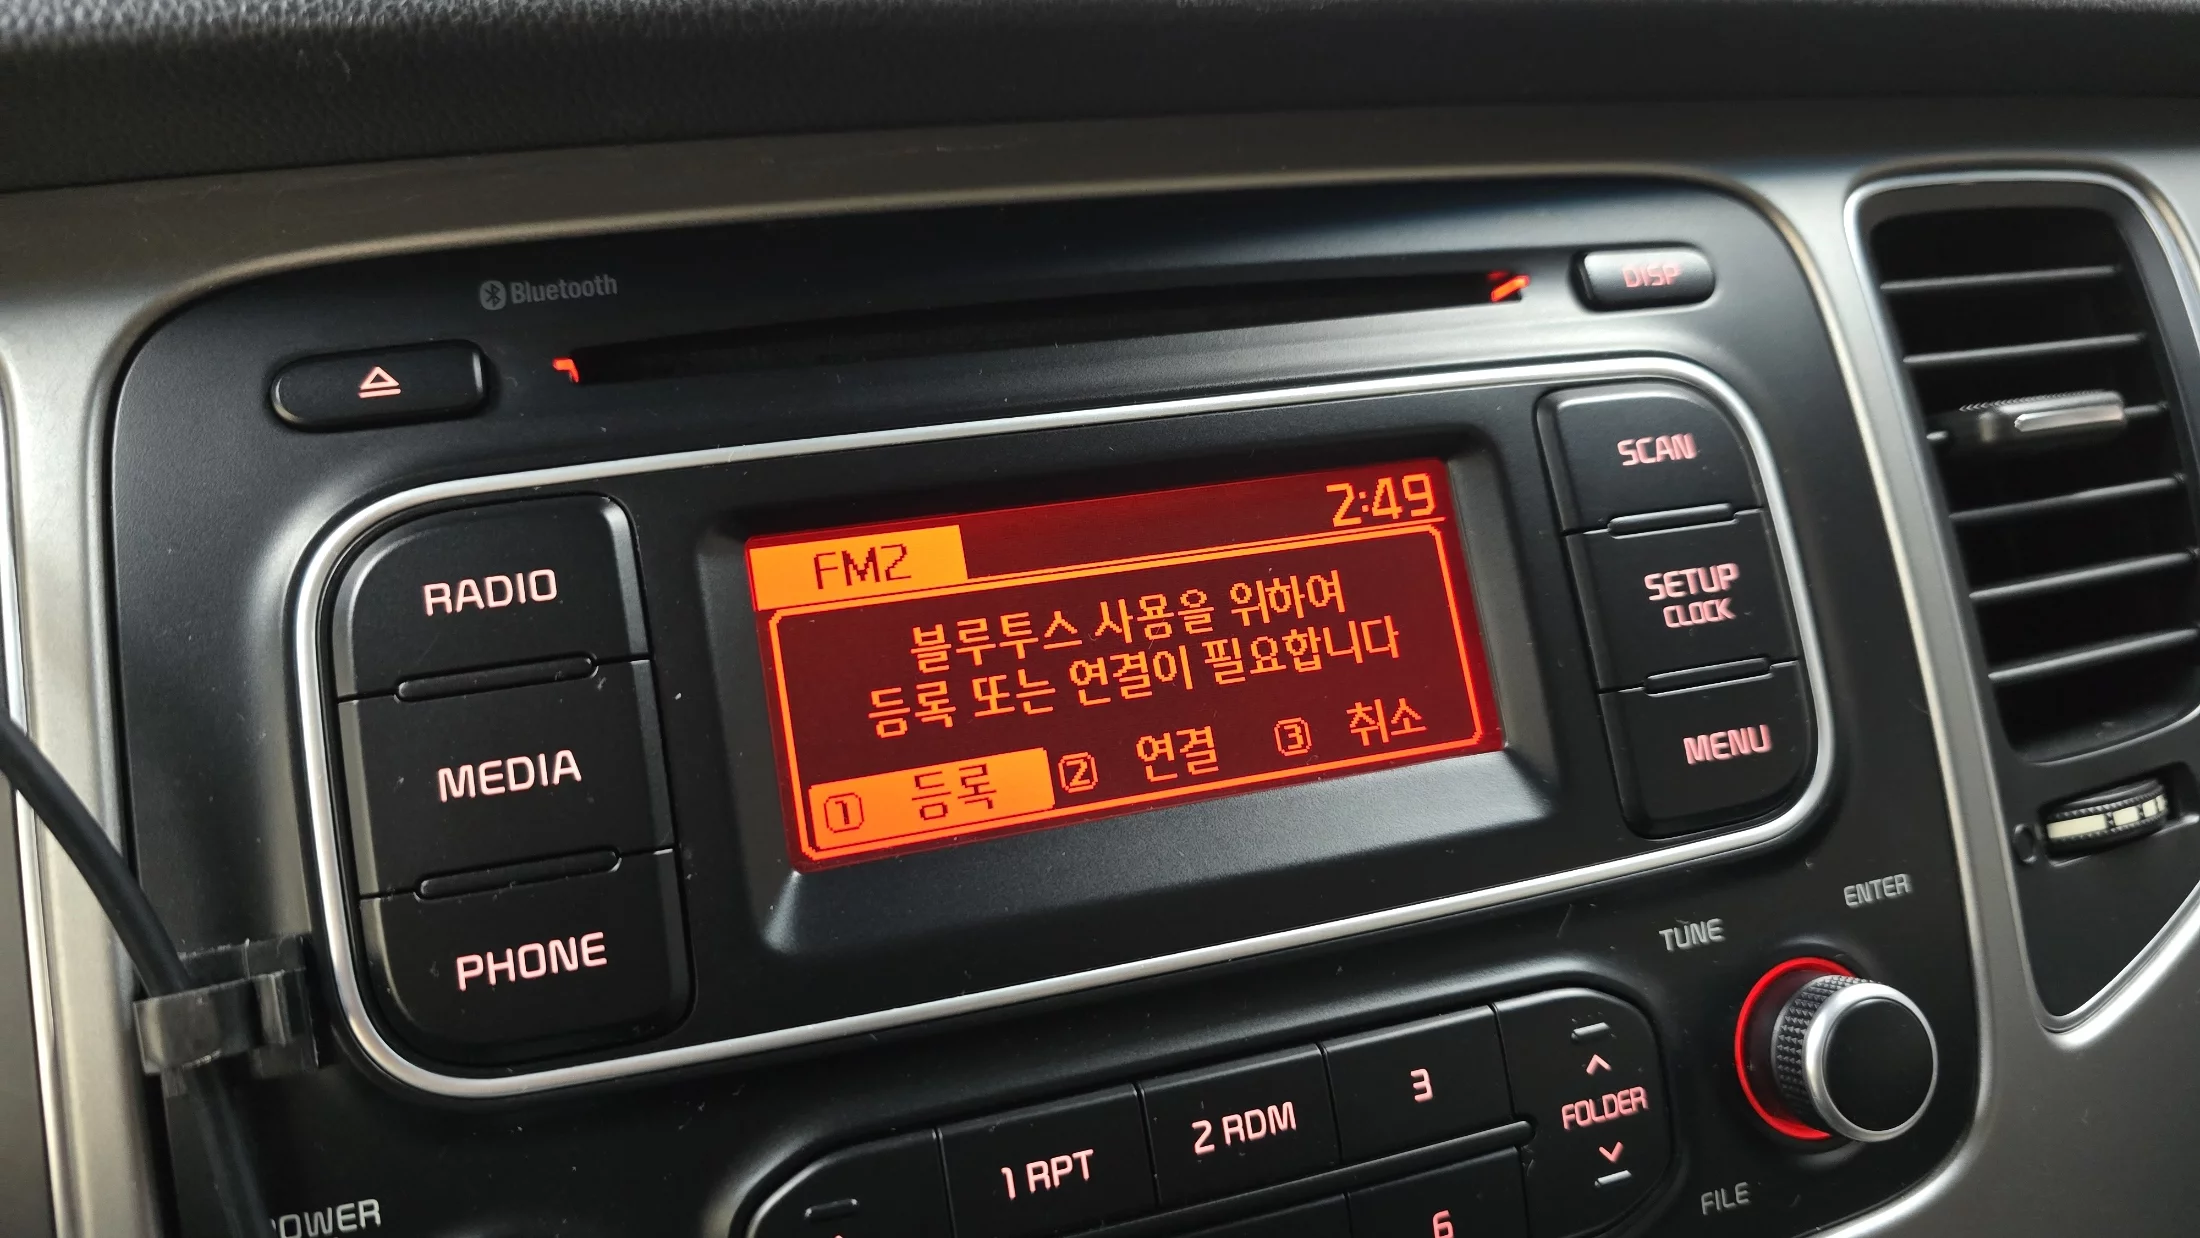 Bluetooth
DISP
SCAN
RADIO
FM2
2:49
블루투스 사용을 위하여
등록 또는 연결이 필요합니다
1 등록 2 연결 3 취소
SETUP
CLOCK
MEDIA
MENU
PHONE
ENTER
TUNE
1 RPT
2 RDM
3
FOLDER
6
FILE